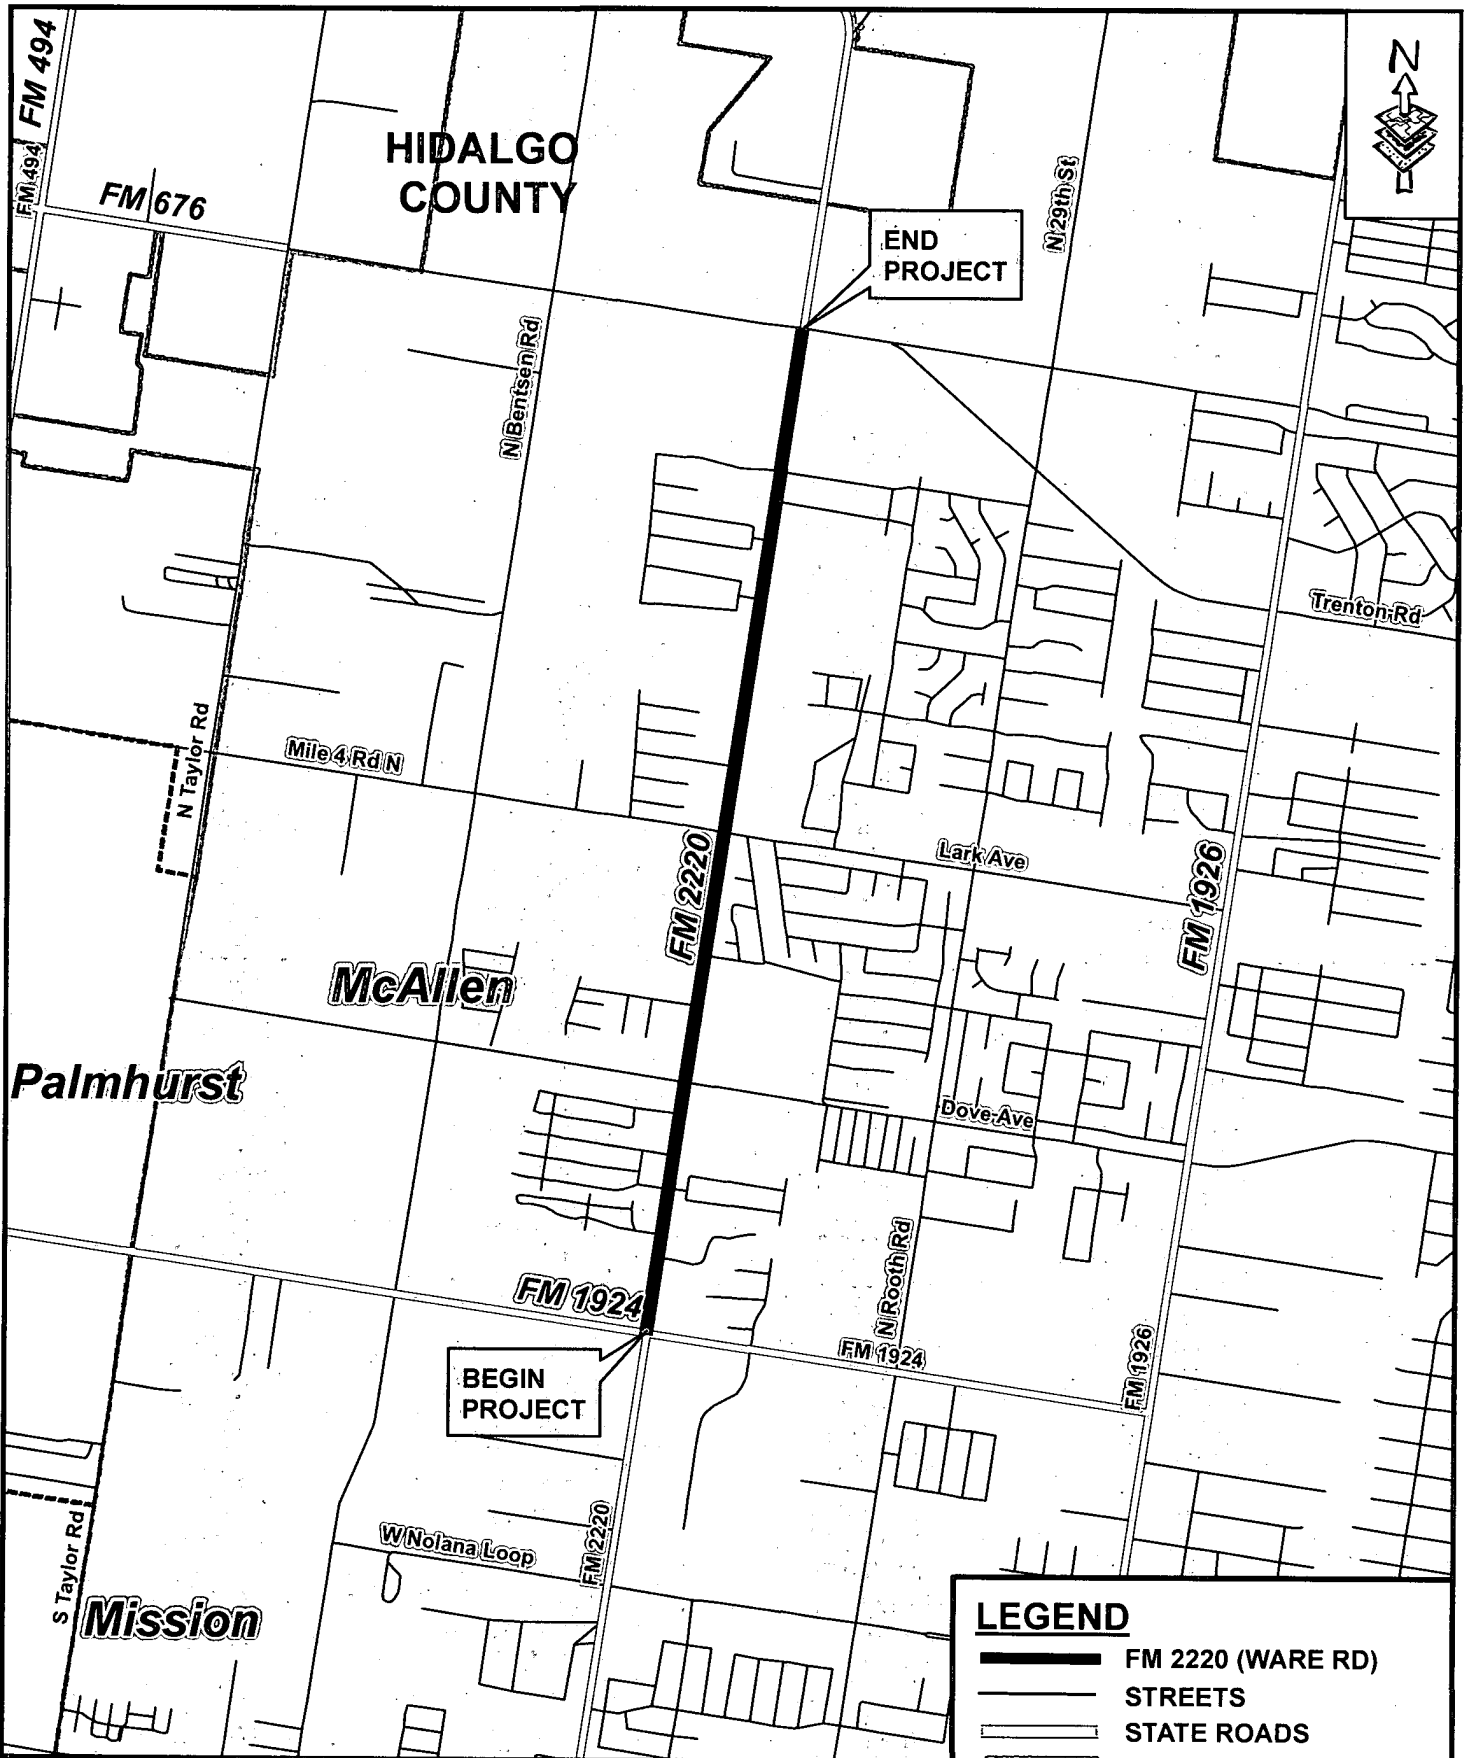 FM 494
FM 494
FM 676
HIDALGO
COUNTY
N
N 29th St
END
PROJECT
N Bentsen Rd
Trenton Rd
N Taylor Rd
Mile 4 Rd N
FM 2220
Lark Ave
FM 1926
McAllen
Palmhurst
Dove Ave
N Rooth Rd
FM 1924
FM 1924
FM 1926
BEGIN
PROJECT
W Nolana Loop
FM 2220
S Taylor Rd
Mission
LEGEND
FM 2220 (WARE RD)
STREETS
STATE ROADS